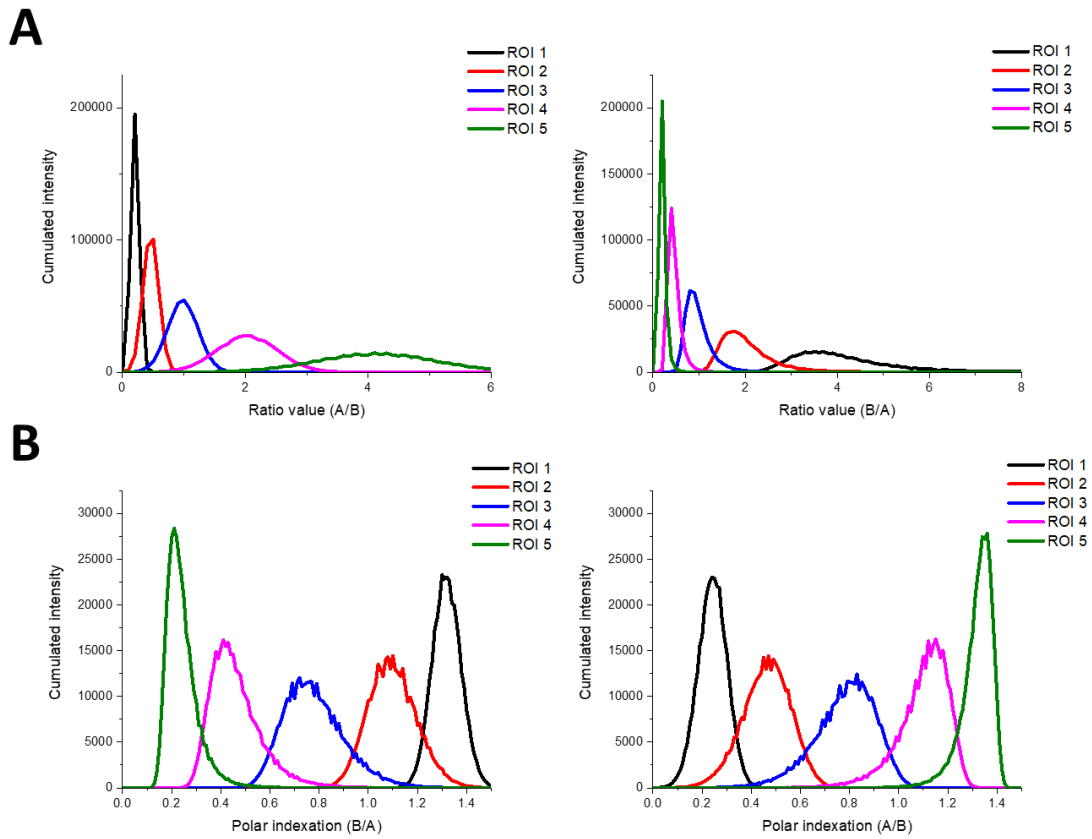 A
ROI 1
ROI 2
ROI 3
ROI 4
ROI 5
200000
100000
0
Cumulated intensity
0 2 4 6
Ratio value (A/B)
ROI 1
ROI 2
ROI 3
ROI 4
ROI 5
200000
150000
100000
50000
0
Cumulated intensity
0 2 4 6 8
Ratio value (B/A)
B
ROI 1
ROI 2
ROI 3
ROI 4
ROI 5
30000
25000
20000
15000
10000
5000
0
Cumulated intensity
0.0 0.2 0.4 0.6 0.8 1.0 1.2 1.4
Polar indexation (B/A)
ROI 1
ROI 2
ROI 3
ROI 4
ROI 5
30000
25000
20000
15000
10000
5000
0
Cumulated intensity
0.0 0.2 0.4 0.6 0.8 1.0 1.2 1.4
Polar indexation (A/B)